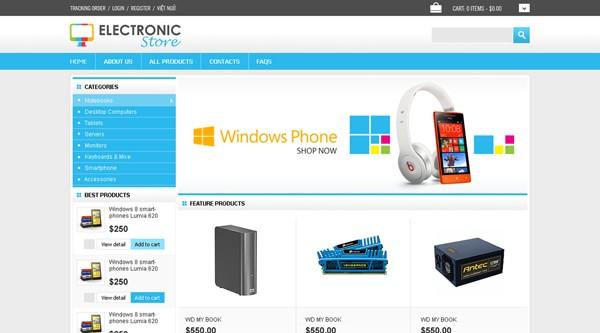 TRACKING ORDER / LOGIN / REGISTER / VIỆT NGỮ
CART: 0 ITEMS - $0.00
ELECTRONIC
Store
HOME
ABOUT US
ALL PRODUCTS
CONTACTS
FAQS
CATEGORIES
Notebooks
Desktop Computers
Tablets
Servers
Monitors
Keyboards & Mice
Smartphone
Accessories
Windows Phone
SHOP NOW
BEST PRODUCTS
Windows 8 smart-
phones Lumia 620
$250
View detail
Add to cart
Windows 8 smart-
phones Lumia 620
$250
View detail
Add to cart
Windows 8 smart-
phones Lumia 620
$250
FEATURE PRODUCTS
VENGEANCE
Antec
WD MY BOOK
$550.00
WD MY BOOK
$550.00
WD MY BOOK
$550.00